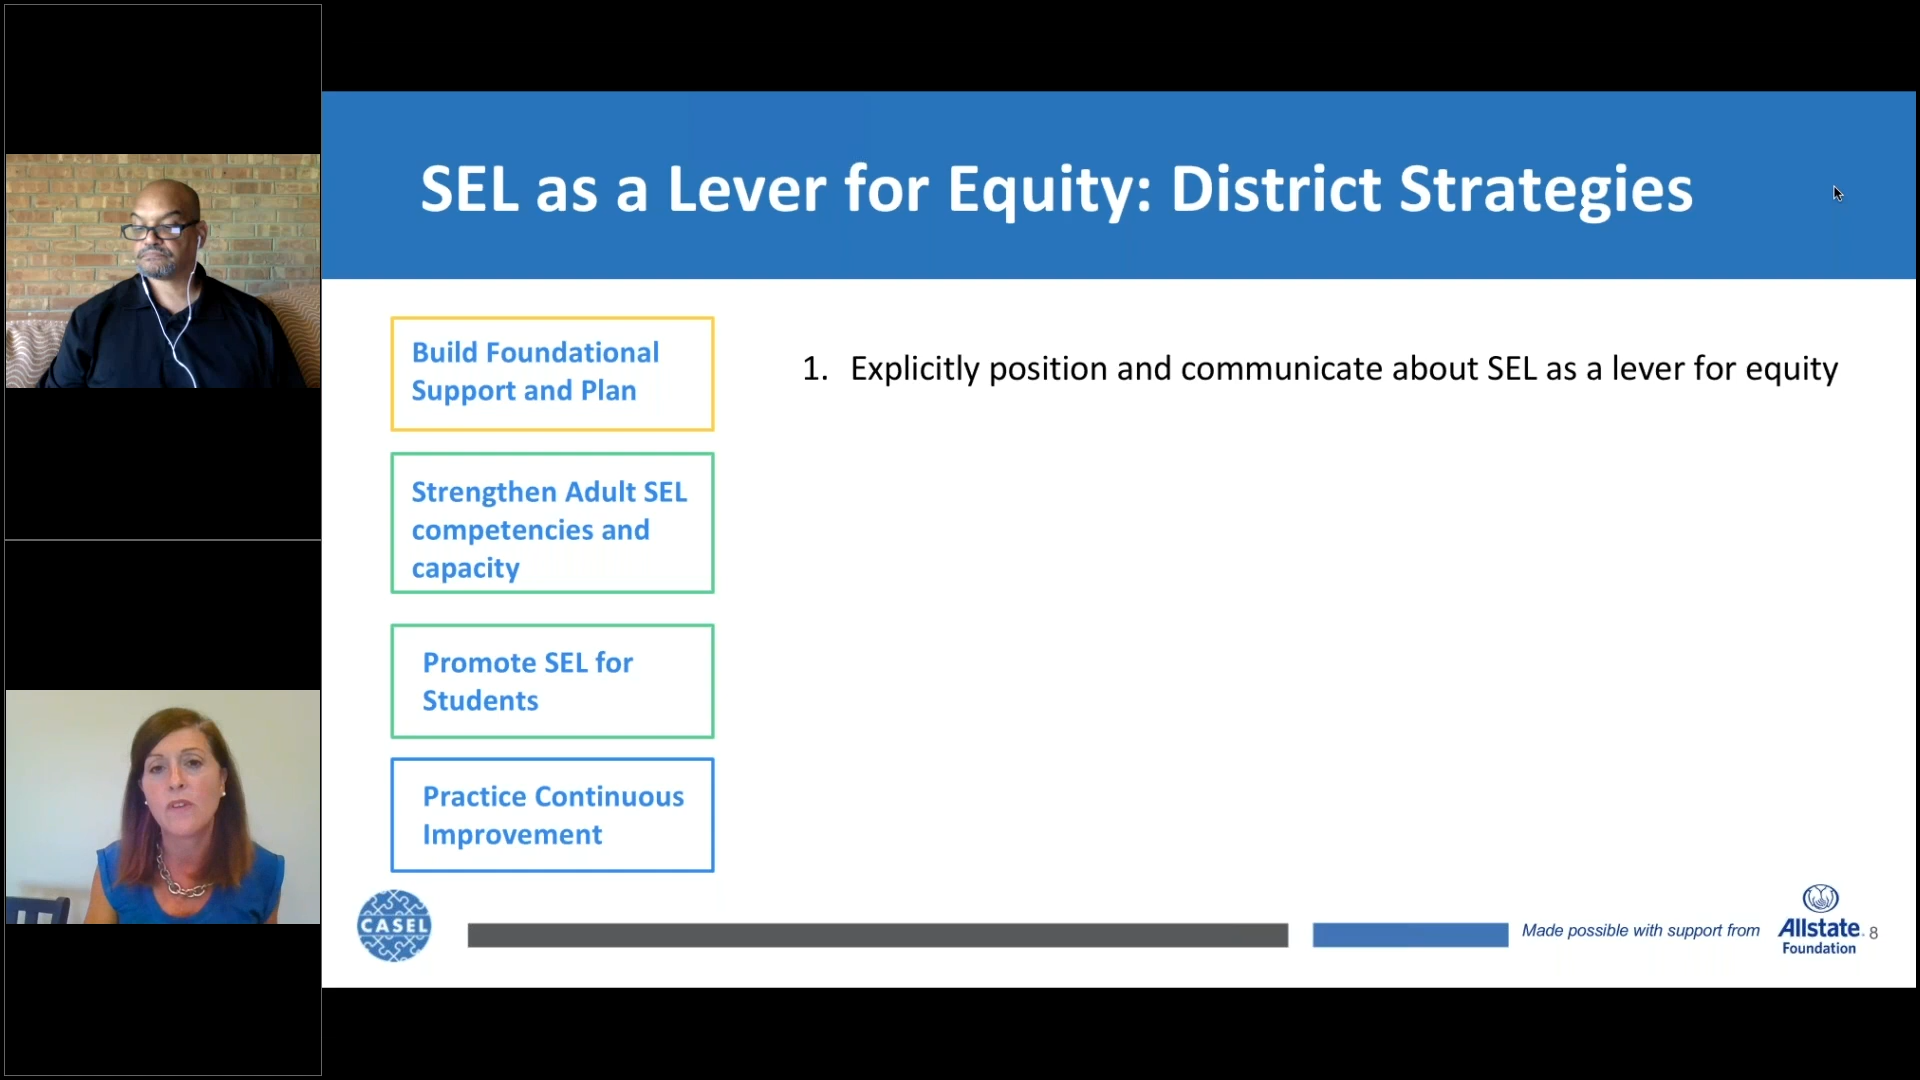 SEL as a Lever for Equity: District Strategies
Build Foundational
Support and Plan
1. Explicitly position and communicate about SEL as a lever for equity
Strengthen Adult SEL
competencies and
capacity
Promote SEL for
Students
Practice Continuous
Improvement
CASEL
Made possible with support from
Allstate
Foundation
8